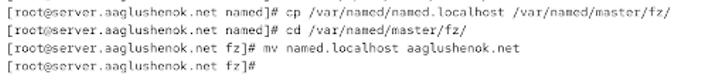 [root@server.aaglushenok.net named]# cp /var/named/named.localhost /var/named/master/fz/
[root@server.aaglushenok.net named]# cd /var/named/master/fz/
[root@server.aaglushenok.net fz]# mv named.localhost aaglushenok.net
[root@server.aaglushenok.net fz]#